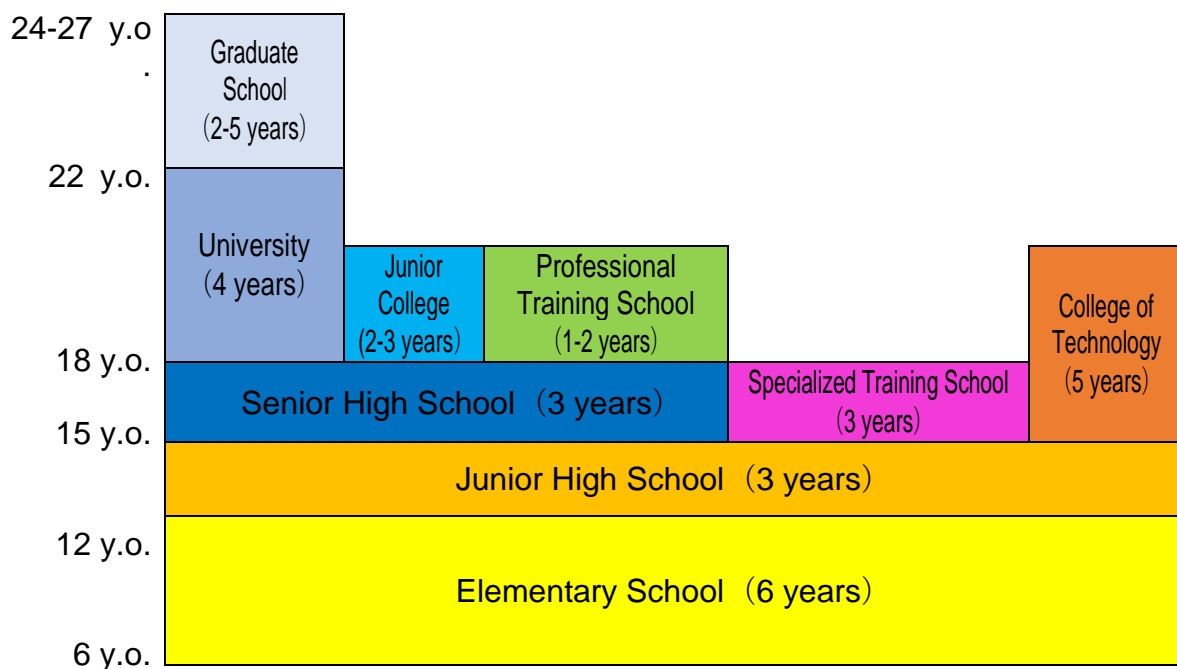 24-27 y.o
.
Graduate
School
（2-5 years）
22 y.o.
University
（4 years）
Junior
College
(2-3 years）
Professional
Training School
（1-2 years）
College of
Technology
（5 years）
18 y.o.
Senior High School（3 years）
Specialized Training School
（3 years）
15 y.o.
Junior High School（3 years）
12 y.o.
Elementary School（6 years）
6 y.o.